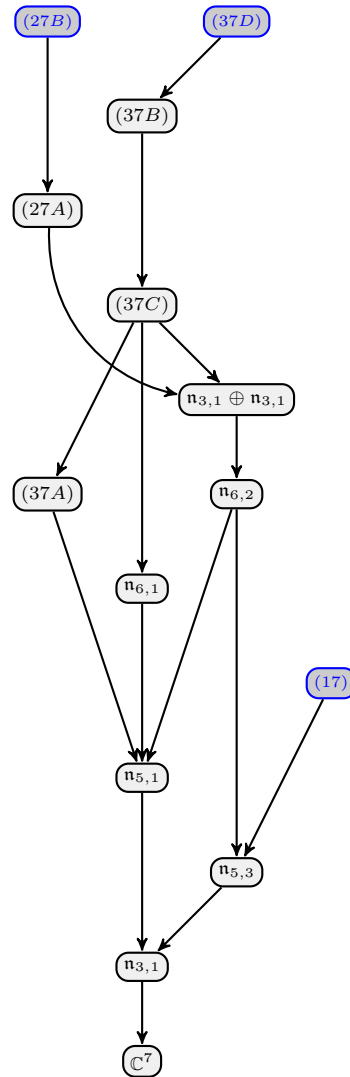 (27B) (37D)
(37B)
(27A)
(37C)
𝔫₃,₁ ⊕ 𝔫₃,₁
(37A) 𝔫₆,₂
𝔫₆,₁
(17)
𝔫₅,₁
𝔫₅,₃
𝔫₃,₁
ℂ⁷